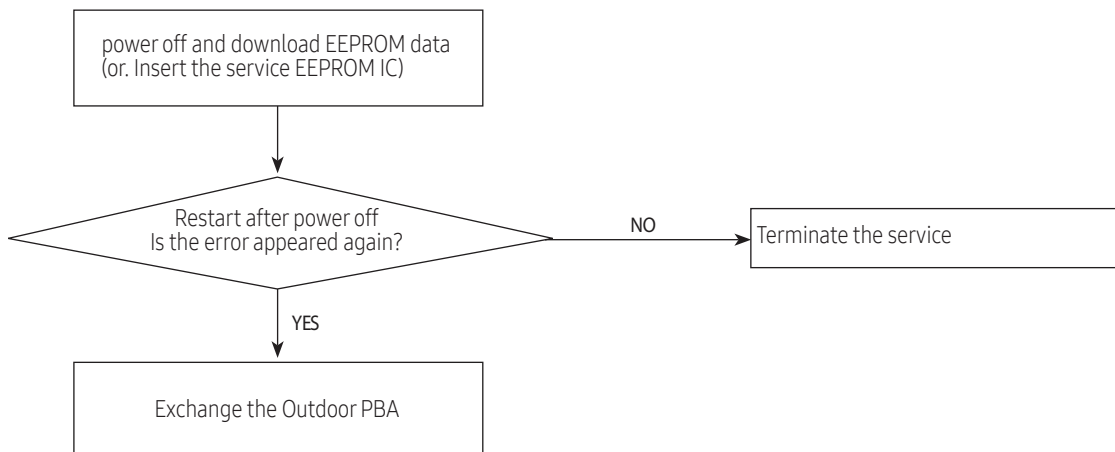 power off and download EEPROM data
(or. Insert the service EEPROM IC)
Restart after power off
Is the error appeared again?
NO
Terminate the service
YES
Exchange the Outdoor PBA